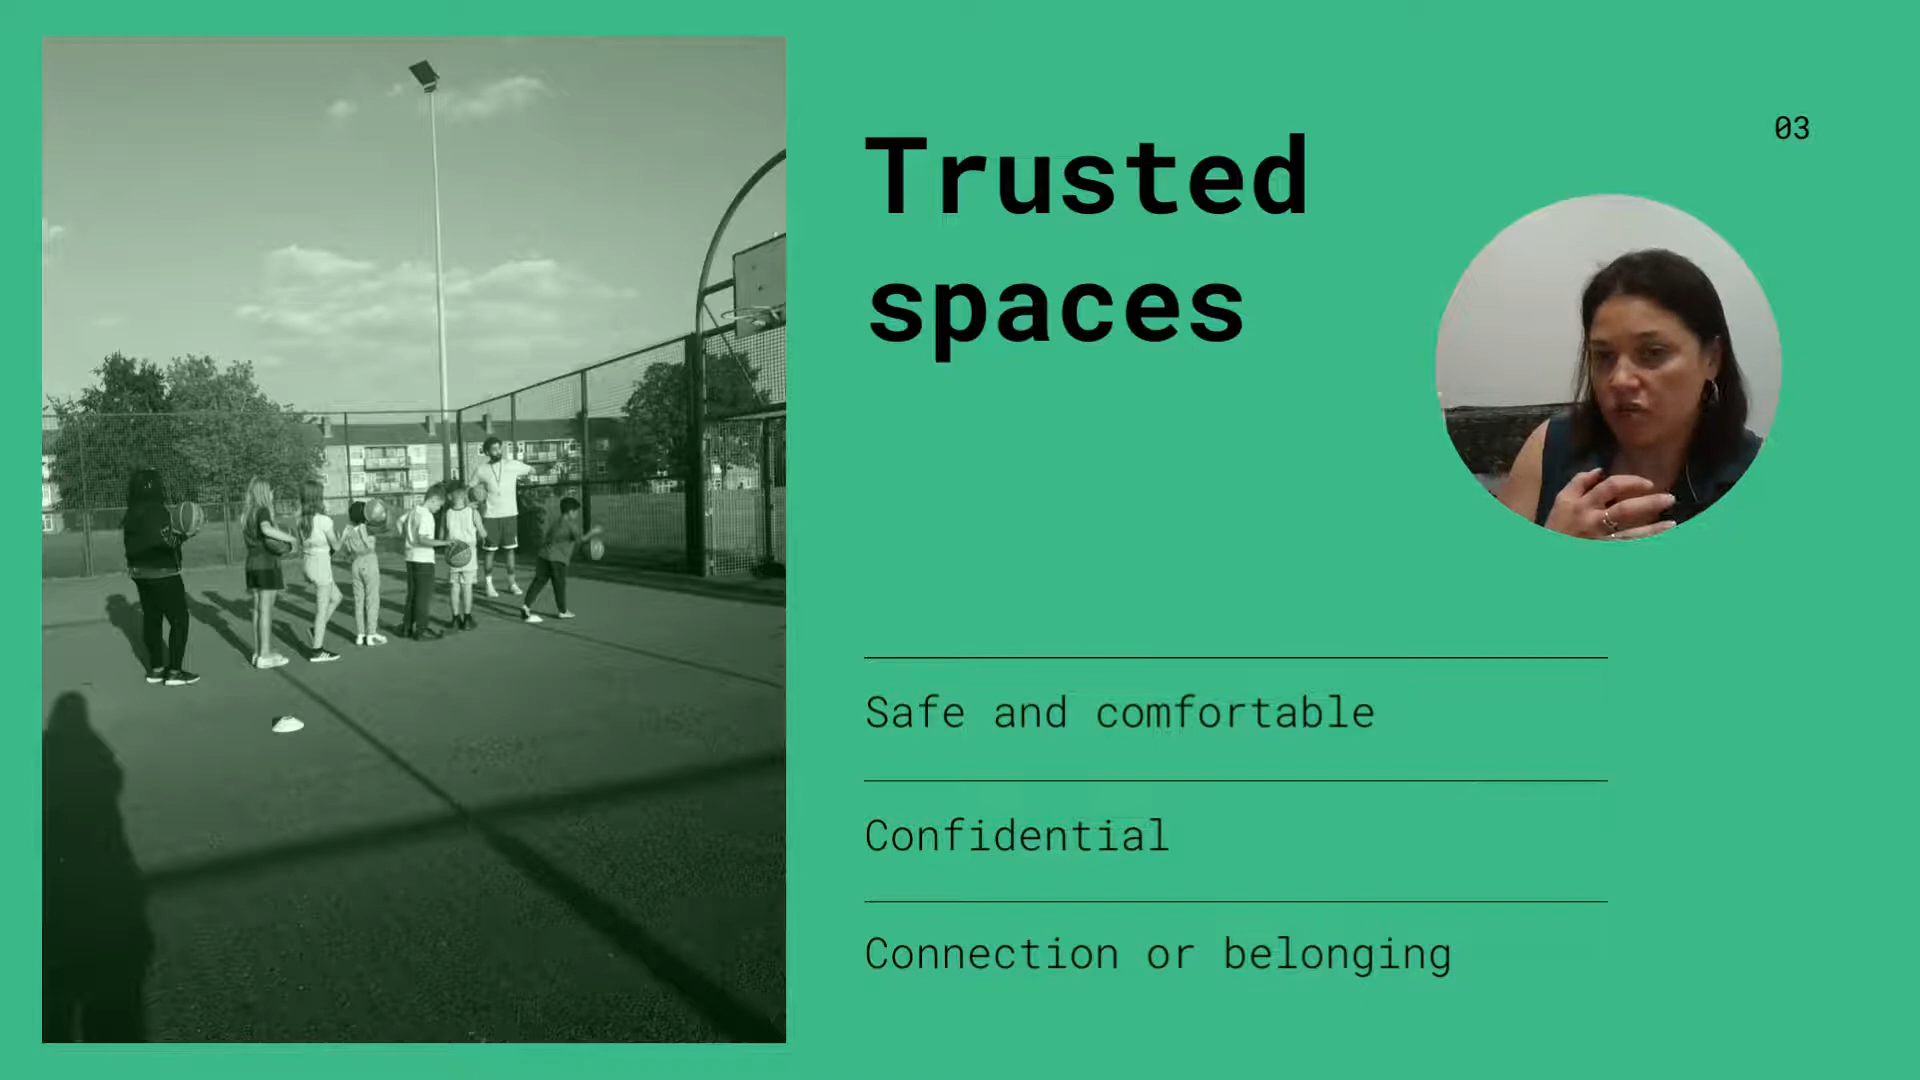 Trusted
spaces
03
Safe and comfortable
Confidential
Connection or belonging